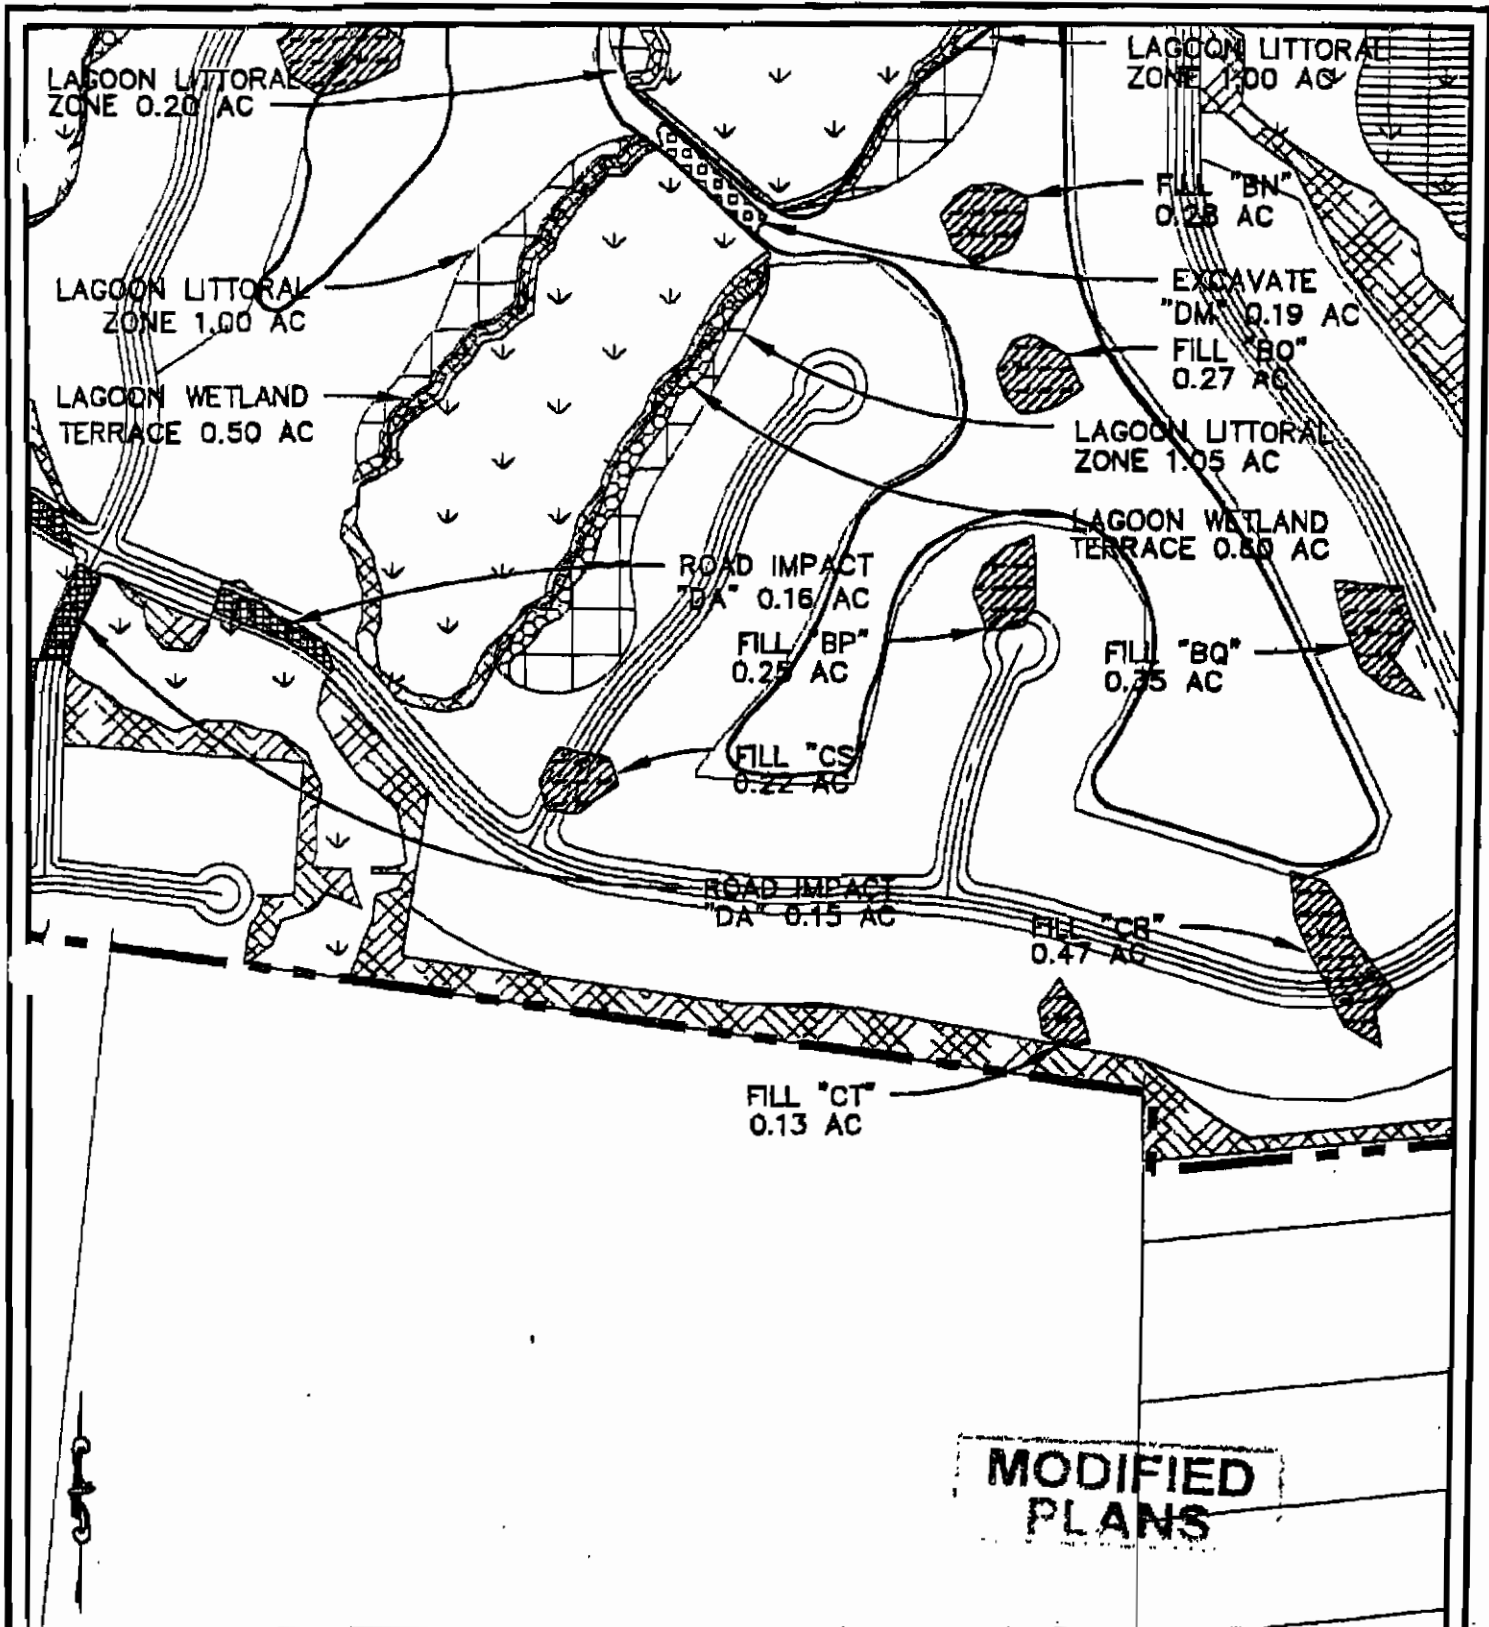 LAGOON LITTORAL
ZONE 0.20 AC
LAGOON LITTORAL
ZONE 1.00 AC
FILL "BN"
0.28 AC
LAGOON LITTORAL
ZONE 1.00 AC
EXCAVATE
"DM" 0.19 AC
FILL "BO"
0.27 AC
LAGOON WETLAND
TERRACE 0.50 AC
LAGOON LITTORAL
ZONE 1.05 AC
LAGOON WETLAND
TERRACE AC
ROAD IMPACT
"DA" 0.16 AC
FILL "BP"
0.25 AC
FILL "BQ"
0.35 AC
FILL "CS"
0.22 AC
ROAD IMPACT
"DA" 0.15 AC
FILL "CR"
0.47 AC
FILL "CT"
0.13 AC
MODIFIED
PLANS